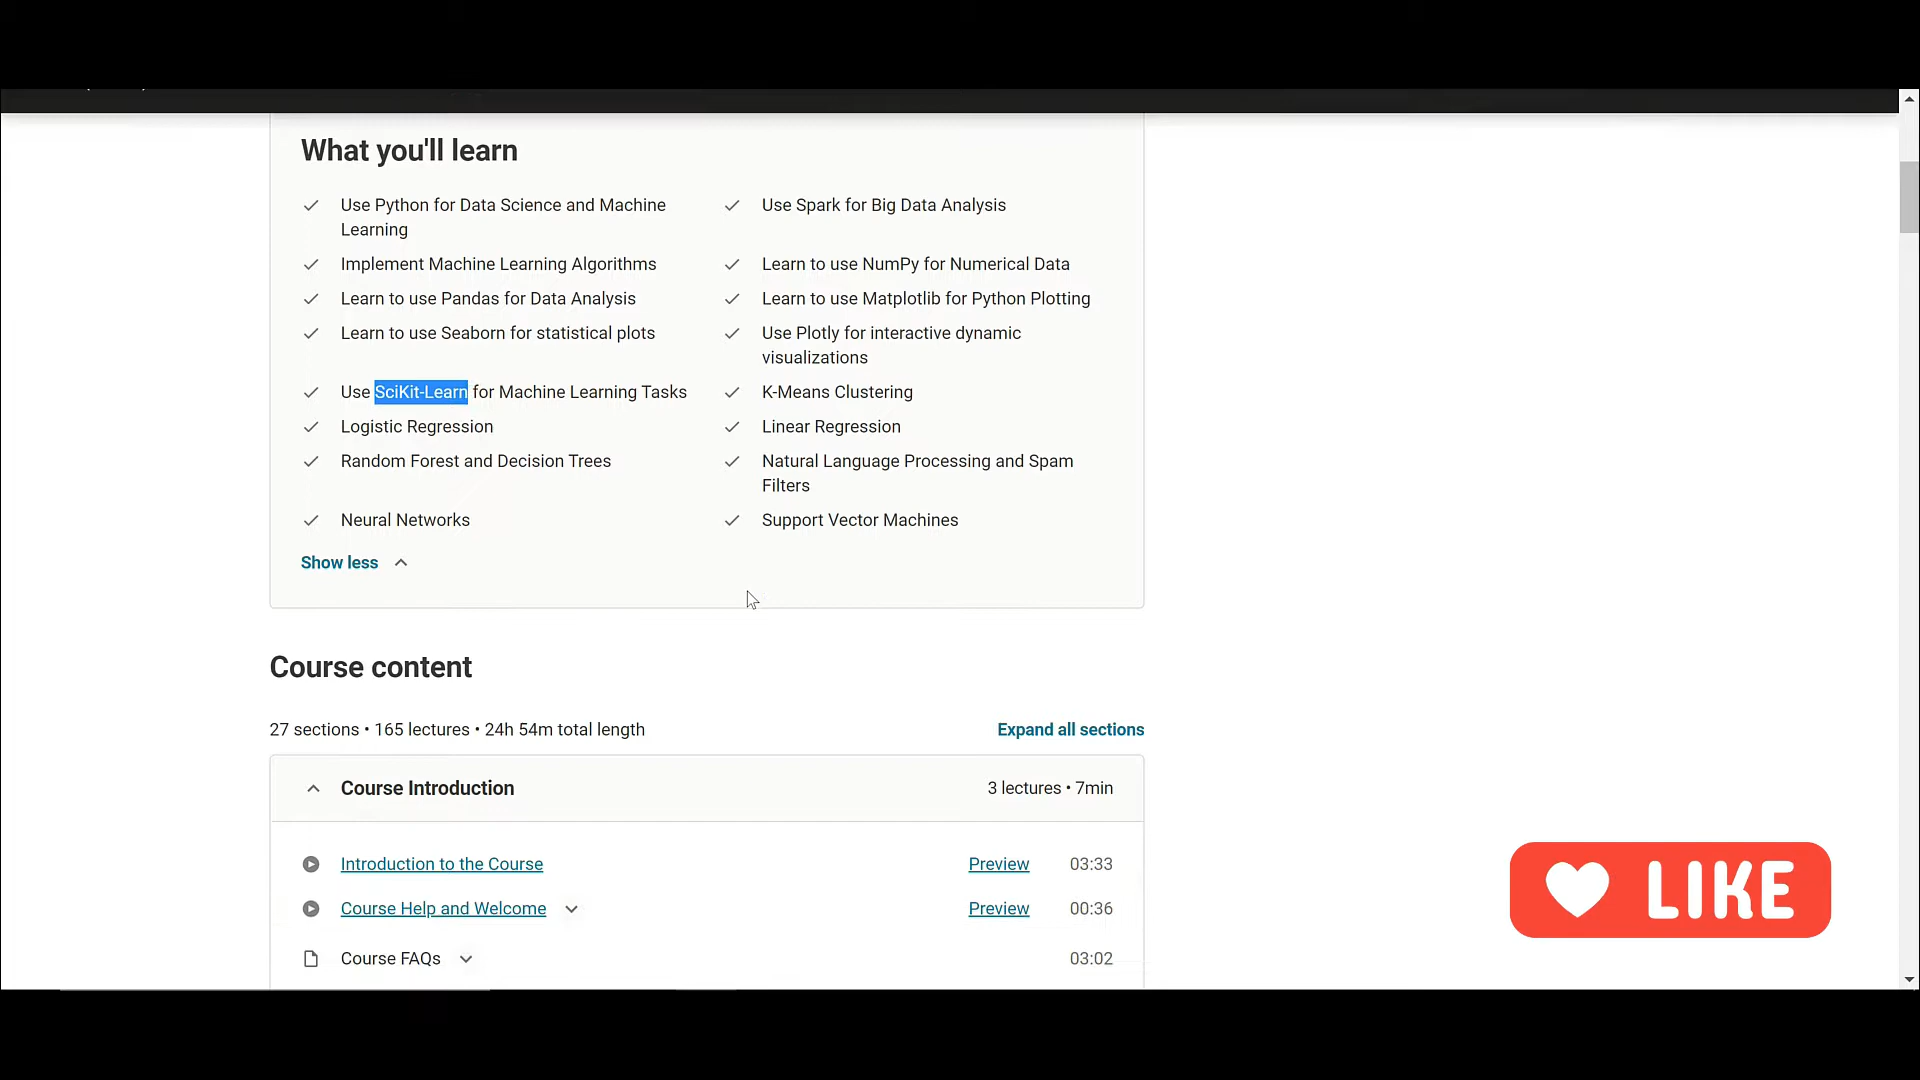 What you'll learn
Use Python for Data Science and Machine
Learning
Use Spark for Big Data Analysis
Implement Machine Learning Algorithms
Learn to use NumPy for Numerical Data
Learn to use Pandas for Data Analysis
Learn to use Matplotlib for Python Plotting
Learn to use Seaborn for statistical plots
Use Plotly for interactive dynamic
visualizations
Use SciKit-Learn for Machine Learning Tasks
K-Means Clustering
Logistic Regression
Linear Regression
Random Forest and Decision Trees
Natural Language Processing and Spam
Filters
Neural Networks
Support Vector Machines
Show less
Course content
27 sections • 165 lectures • 24h 54m total length
Expand all sections
Course Introduction
3 lectures • 7min
Introduction to the Course
Preview
03:33
Course Help and Welcome
Preview
00:36
Course FAQs
03:02
LIKE